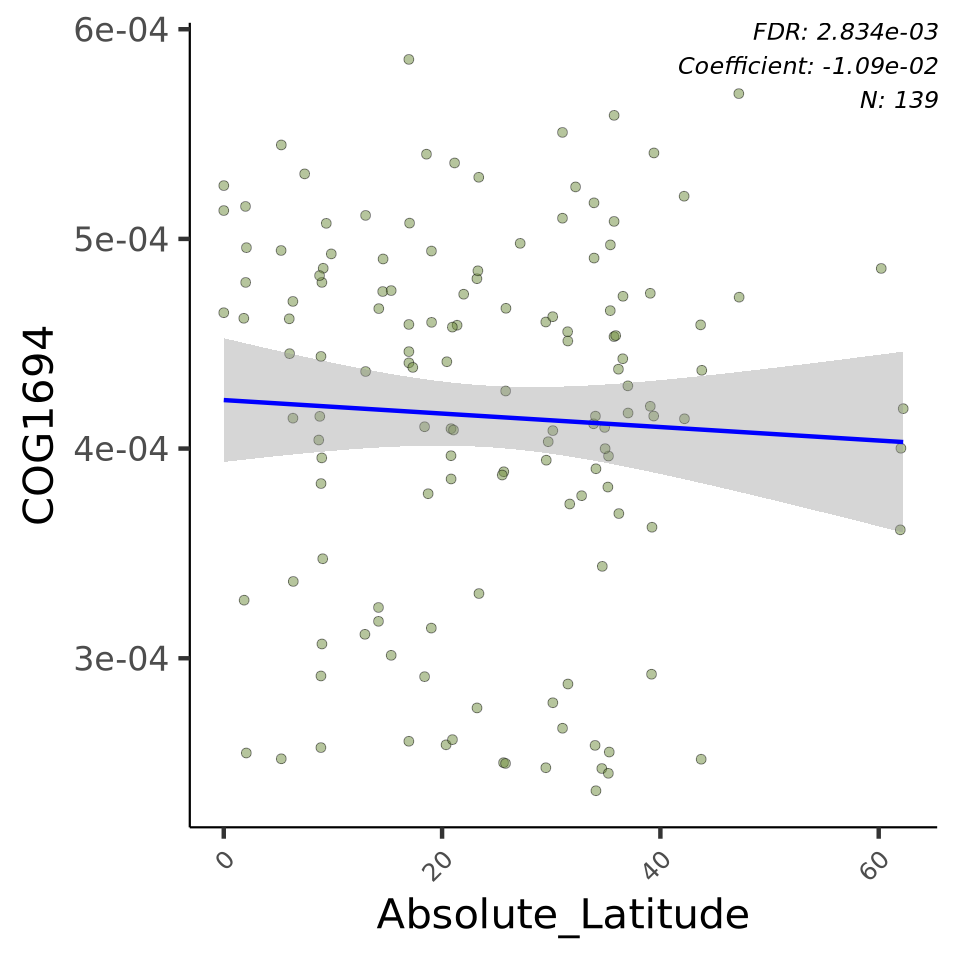 FDR: 2.834e-03
Coefficient: -1.09e-02
N: 139
6e-04
5e-04
4e-04
3e-04
COG1694
0
20
40
60
Absolute_Latitude